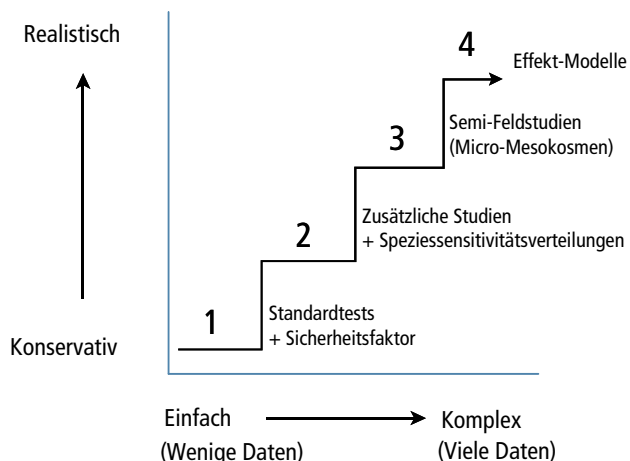 Realistisch
4
Effekt-Modelle
Semi-Feldstudien
(Micro-Mesokosmen)
3
Zusätzliche Studien
+ Speziessensitivitätsverteilungen
2
1
Standardtests
+ Sicherheitsfaktor
Konservativ
Einfach
(Wenige Daten)
Komplex
(Viele Daten)